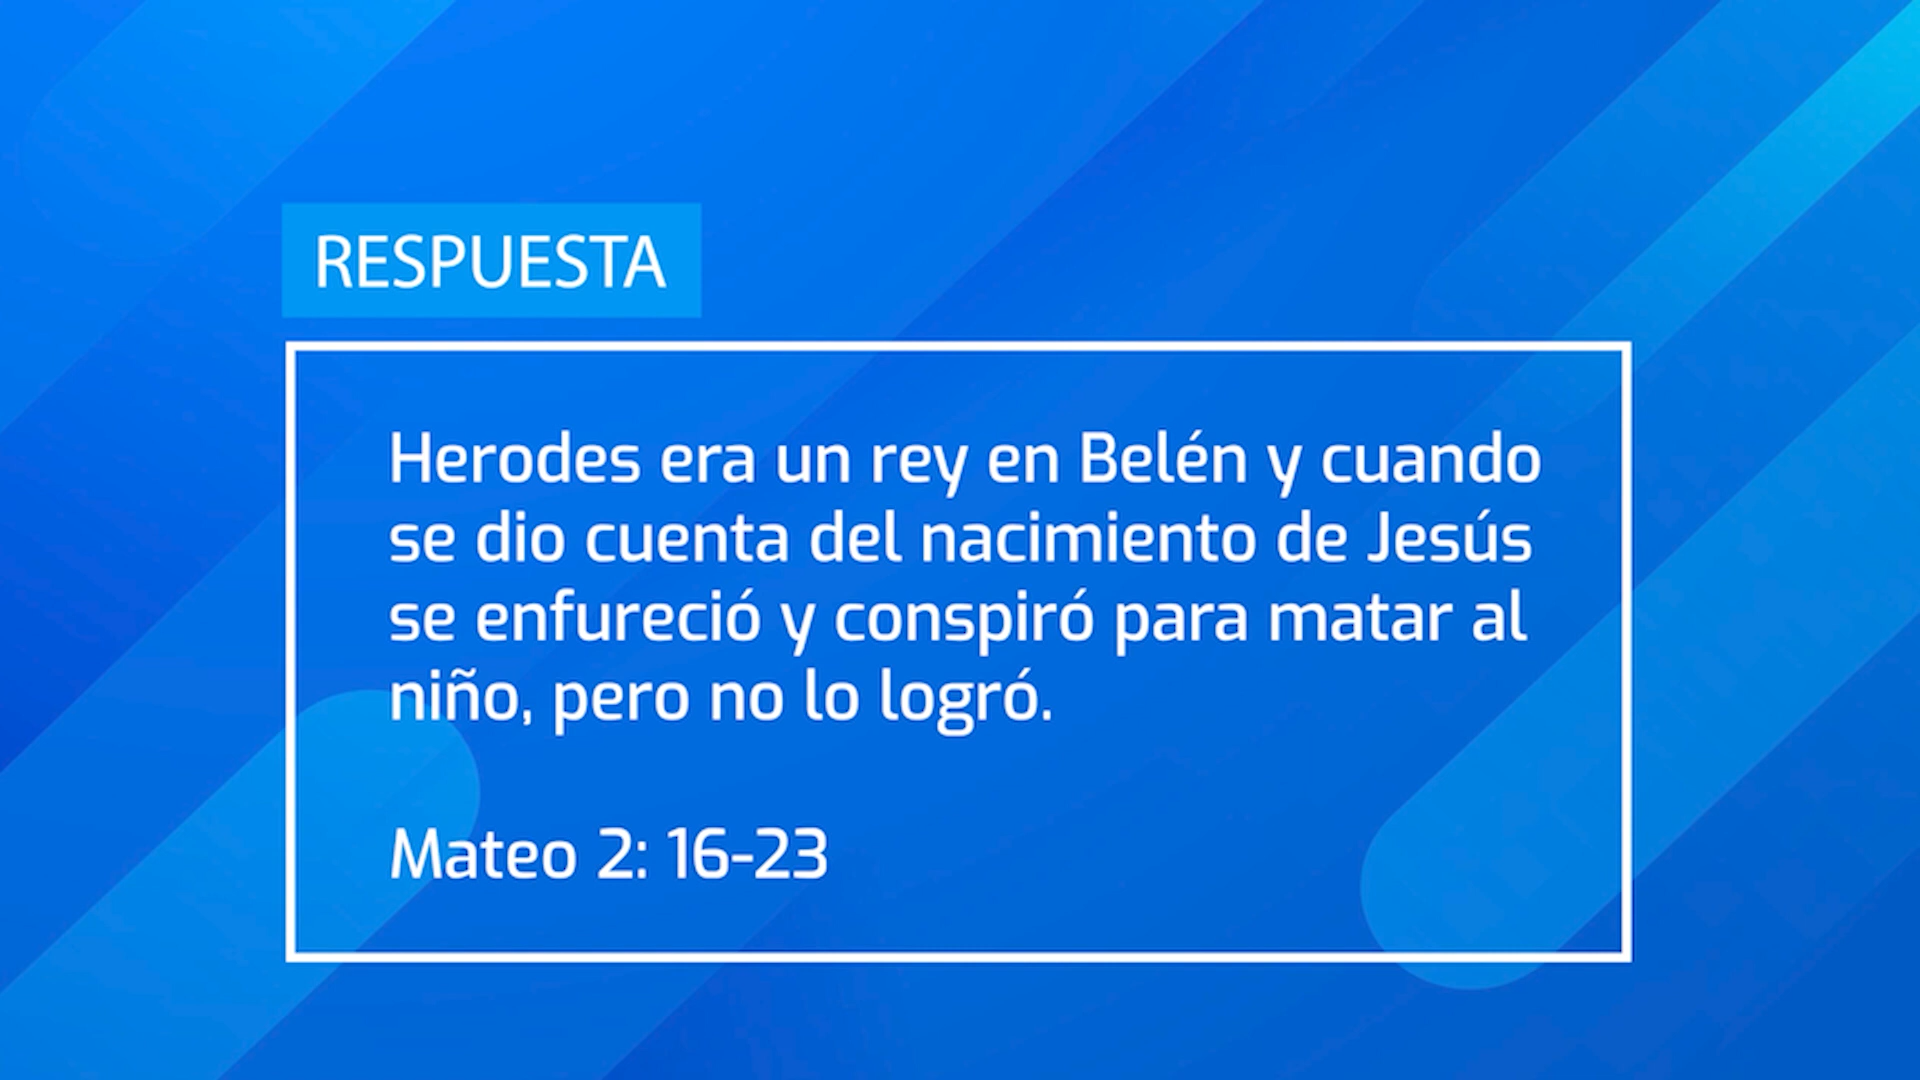 RESPUESTA
Herodes era un rey en Belén y cuando
se dio cuenta del nacimiento de Jesús
se enfureció y conspiró para matar al
niño, pero no lo logró.
Mateo 2: 16-23